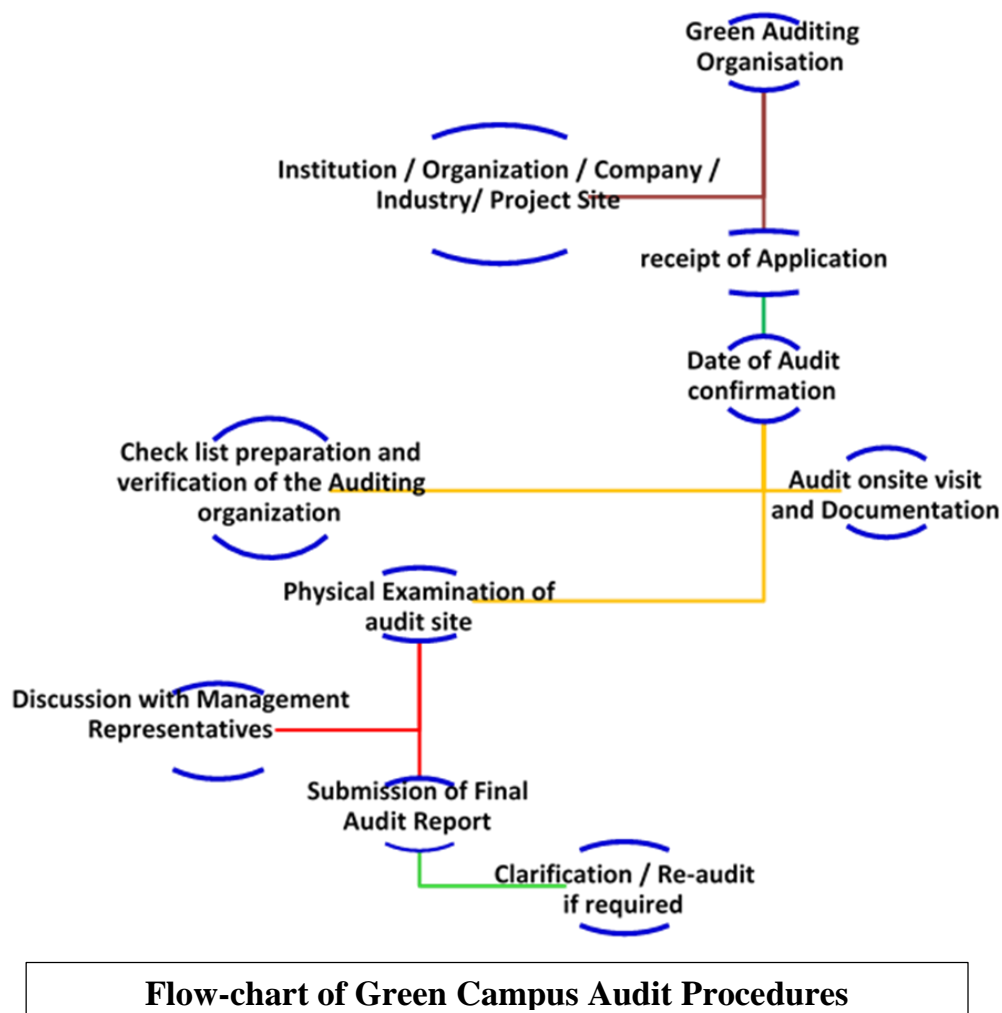 Green Auditing
Organisation
Institution / Organization / Company /
Industry/ Project Site
receipt of Application
Date of Audit
confirmation
Check list preparation and
verification of the Auditing
organization
Audit onsite visit
and Documentation
Physical Examination of
audit site
Discussion with Management
Representatives
Submission of Final
Audit Report
Clarification / Re-audit
if required
Flow-chart of Green Campus Audit Procedures